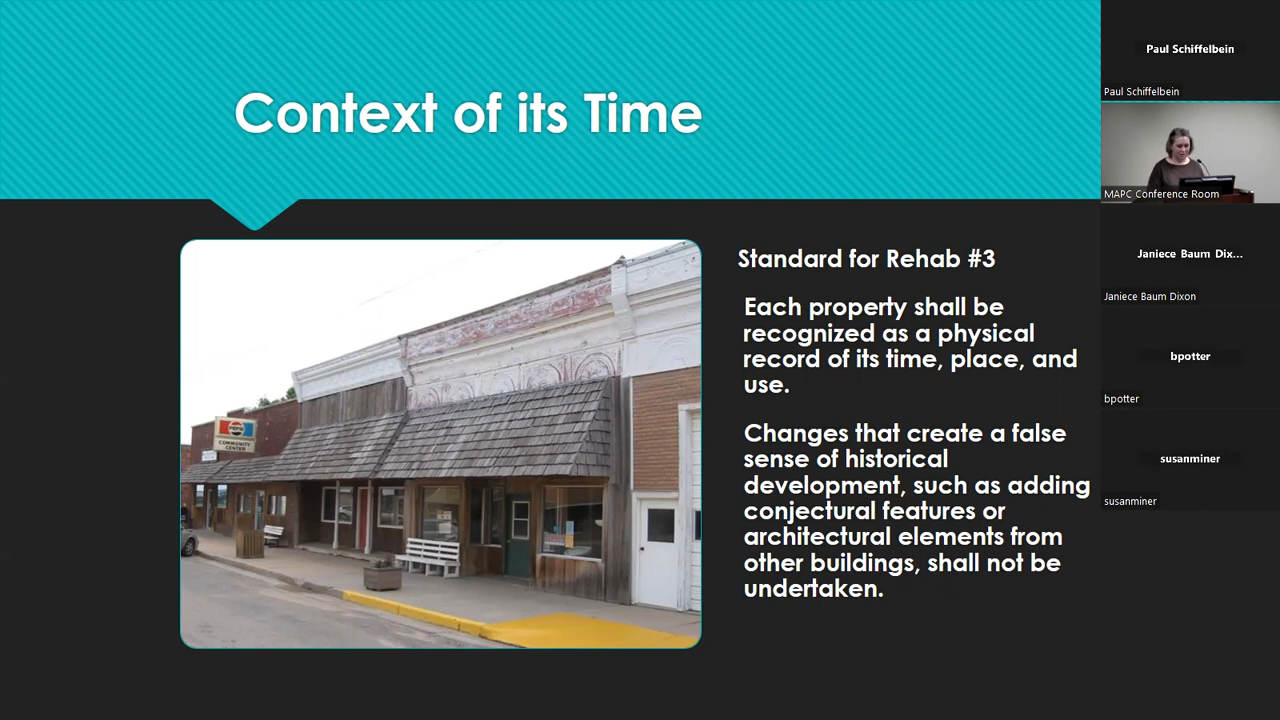 Context of its Time
Standard for Rehab #3
Each property shall be
recognized as a physical
record of its time, place, and
use.
Changes that create a false
sense of historical
development, such as adding
conjectural features or
architectural elements from
other buildings, shall not be
undertaken.
PEPSI
COMMUNITY
CENTER
Paul Schiffelbein
Paul Schiffelbein
MAPC Conference Room
Janiece Baum Dix...
Janiece Baum Dixon
bpotter
bpotter
susanminer
susanminer